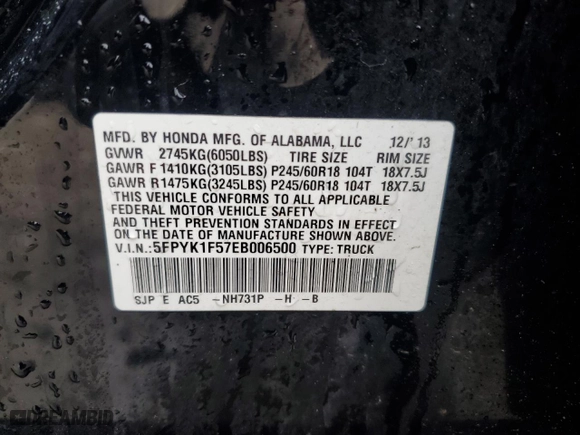 MFD. BY HONDA MFG. OF ALABAMA, LLC 12/13
GVWR 2745KG(6050LBS) TIRE SIZE RIM SIZE
GAWR F 1410KG(3105LBS) P245/60R18 104T 18X7.5J
GAWR R 1475KG(3245LBS) P245/60R18 104T 18X7.5J
THIS VEHICLE CONFORMS TO ALL APPLICABLE
FEDERAL MOTOR VEHICLE SAFETY
AND THEFT PREVENTION STANDARDS IN EFFECT
ON THE DATE OF MANUFACTURE SHOWN ABOVE.
V.I.N.: 5FPYK1F57EB006500 TYPE: TRUCK
SJP E AC5 -NH731P -H -B
DREAMBID